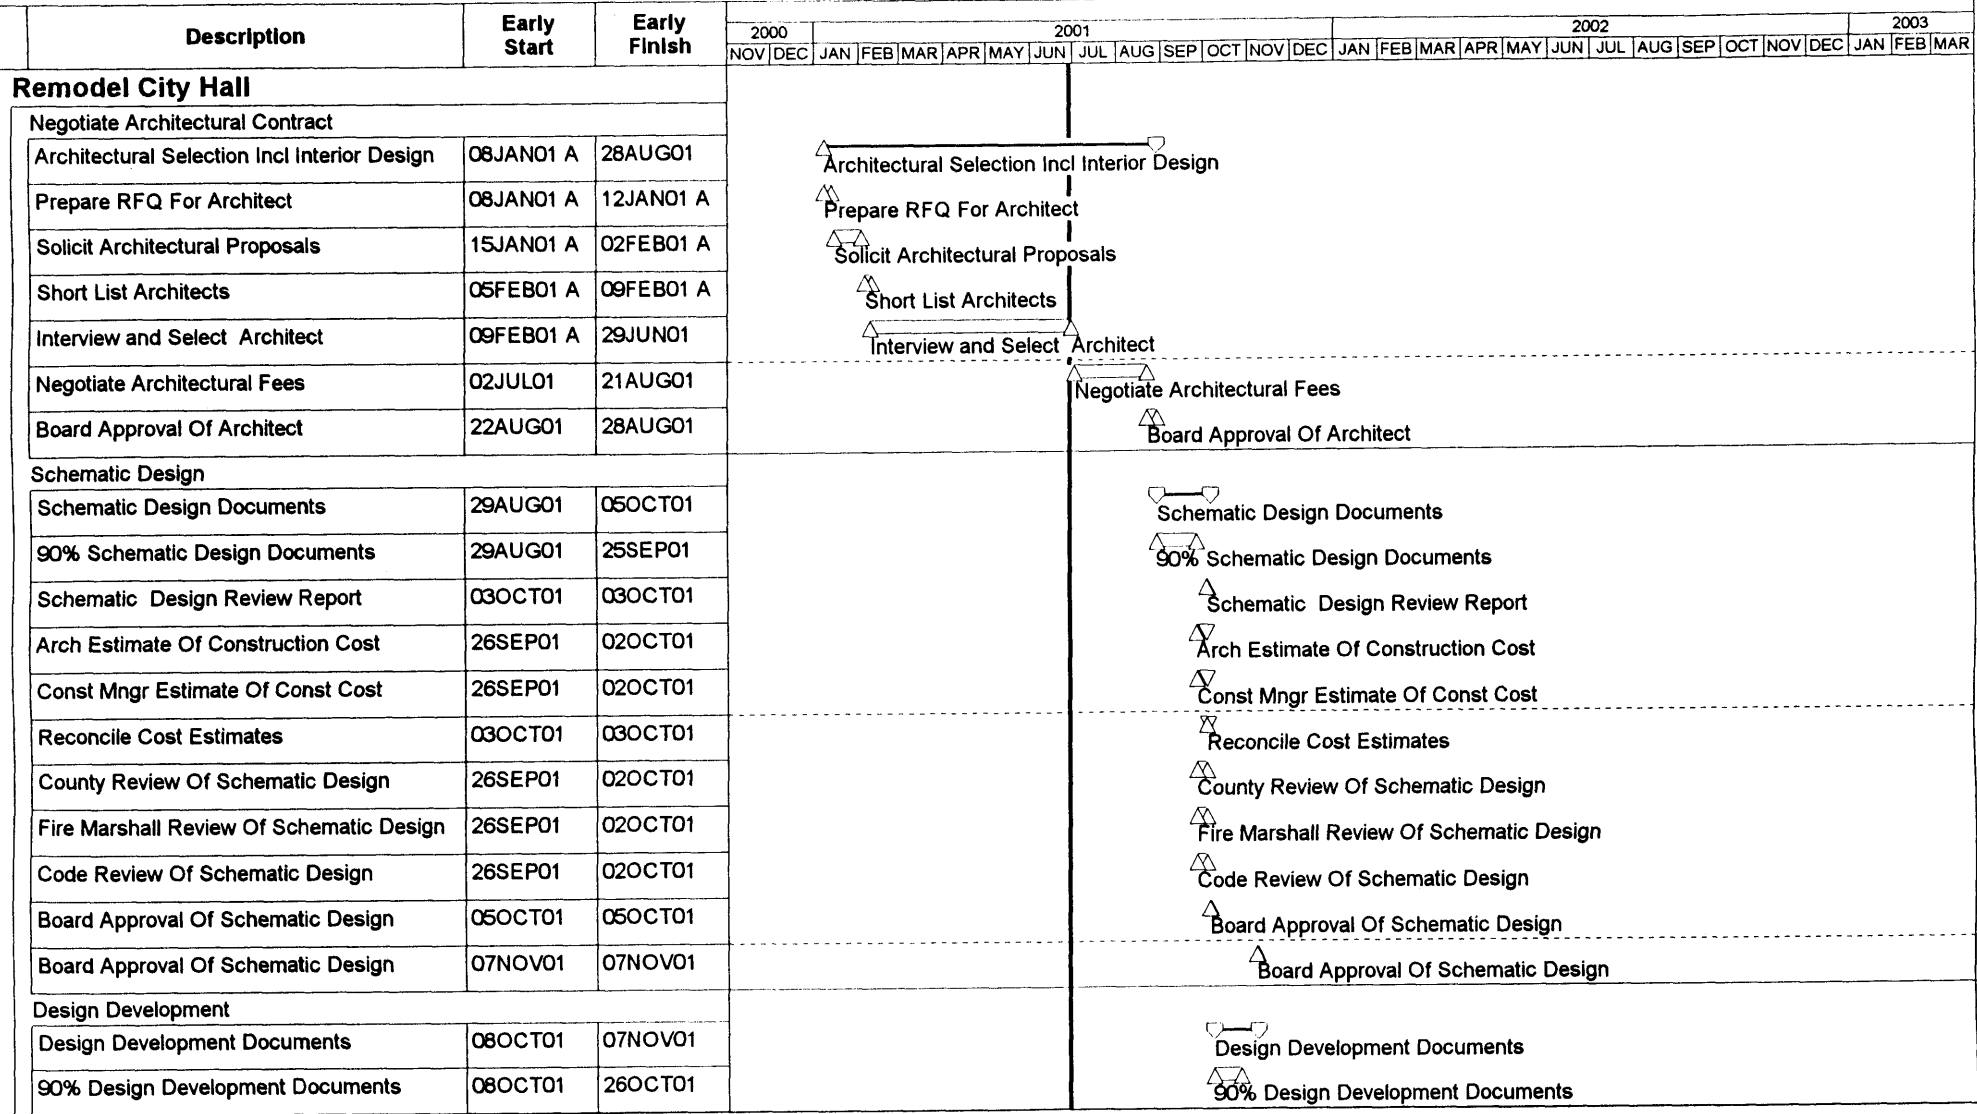 Description Early Start Early Finish
2000 2001 2002 2003
NOV DEC JAN FEB MAR APR MAY JUN JUL AUG SEP OCT NOV DEC JAN FEB MAR APR MAY JUN JUL AUG SEP OCT NOV DEC JAN FEB MAR
Remodel City Hall
Negotiate Architectural Contract
Architectural Selection Incl Interior Design 08JAN01 A 28AUG01 Architectural Selection Incl Interior Design
Prepare RFQ For Architect 08JAN01 A 12JAN01 A Prepare RFQ For Architect
Solicit Architectural Proposals 15JAN01 A 02FEB01 A Solicit Architectural Proposals
Short List Architects 05FEB01 A 09FEB01 A Short List Architects
Interview and Select Architect 09FEB01 A 29JUN01 Interview and Select Architect
Negotiate Architectural Fees 02JUL01 21AUG01 Negotiate Architectural Fees
Board Approval Of Architect 22AUG01 28AUG01 Board Approval Of Architect
Schematic Design
Schematic Design Documents 29AUG01 05OCT01 Schematic Design Documents
90% Schematic Design Documents 29AUG01 25SEP01 90% Schematic Design Documents
Schematic Design Review Report 03OCT01 03OCT01 Schematic Design Review Report
Arch Estimate Of Construction Cost 26SEP01 02OCT01 Arch Estimate Of Construction Cost
Const Mngr Estimate Of Const Cost 26SEP01 02OCT01 Const Mngr Estimate Of Const Cost
Reconcile Cost Estimates 03OCT01 03OCT01 Reconcile Cost Estimates
County Review Of Schematic Design 26SEP01 02OCT01 County Review Of Schematic Design
Fire Marshall Review Of Schematic Design 26SEP01 02OCT01 Fire Marshall Review Of Schematic Design
Code Review Of Schematic Design 26SEP01 02OCT01 Code Review Of Schematic Design
Board Approval Of Schematic Design 05OCT01 05OCT01 Board Approval Of Schematic Design
Board Approval Of Schematic Design 07NOV01 07NOV01 Board Approval Of Schematic Design
Design Development
Design Development Documents 08OCT01 07NOV01 Design Development Documents
90% Design Development Documents 08OCT01 26OCT01 90% Design Development Documents